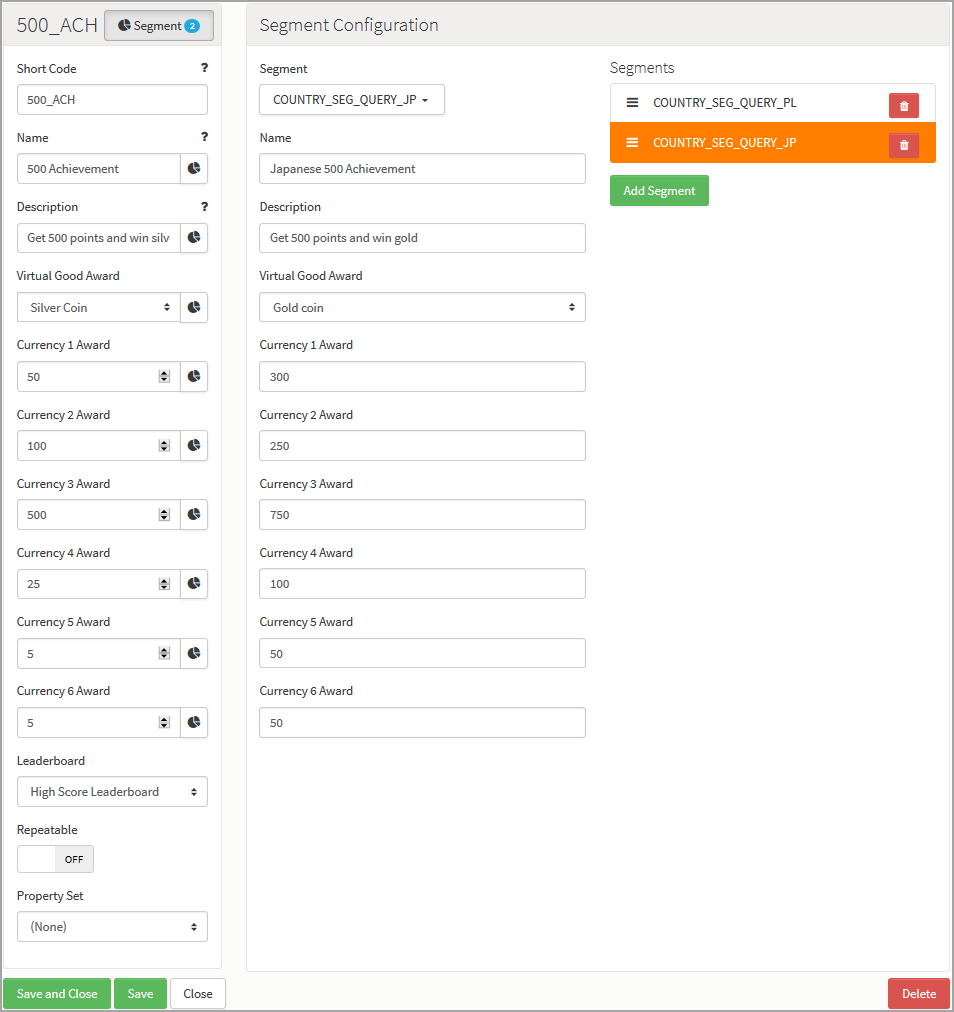 500_ACH
Segment 2
Short Code ?
500_ACH
Name ?
500 Achievement
Description ?
Get 500 points and win silv
Virtual Good Award
Silver Coin
Currency 1 Award
50
Currency 2 Award
100
Currency 3 Award
500
Currency 4 Award
25
Currency 5 Award
5
Currency 6 Award
5
Leaderboard
High Score Leaderboard
Repeatable
OFF
Property Set
(None)
Segment Configuration
Segment
COUNTRY_SEG_QUERY_JP
Name
Japanese 500 Achievement
Description
Get 500 points and win gold
Virtual Good Award
Gold coin
Currency 1 Award
300
Currency 2 Award
250
Currency 3 Award
750
Currency 4 Award
100
Currency 5 Award
50
Currency 6 Award
50
Segments
COUNTRY_SEG_QUERY_PL
COUNTRY_SEG_QUERY_JP
Add Segment
Save and Close
Save
Close
Delete